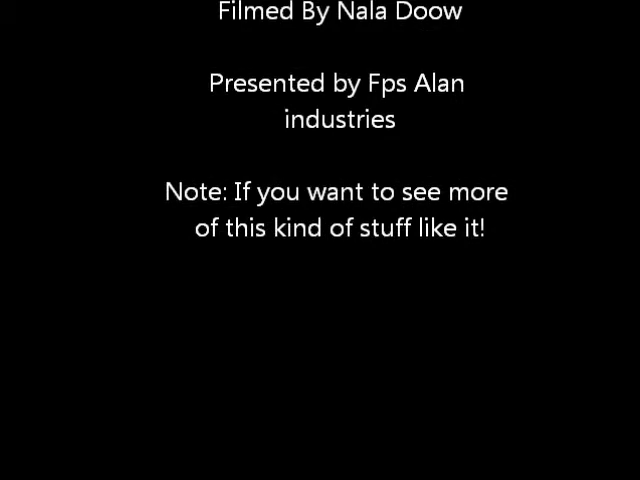 Filmed By Nala Doow
Presented by Fps Alan
industries
Note: If you want to see more
of this kind of stuff like it!